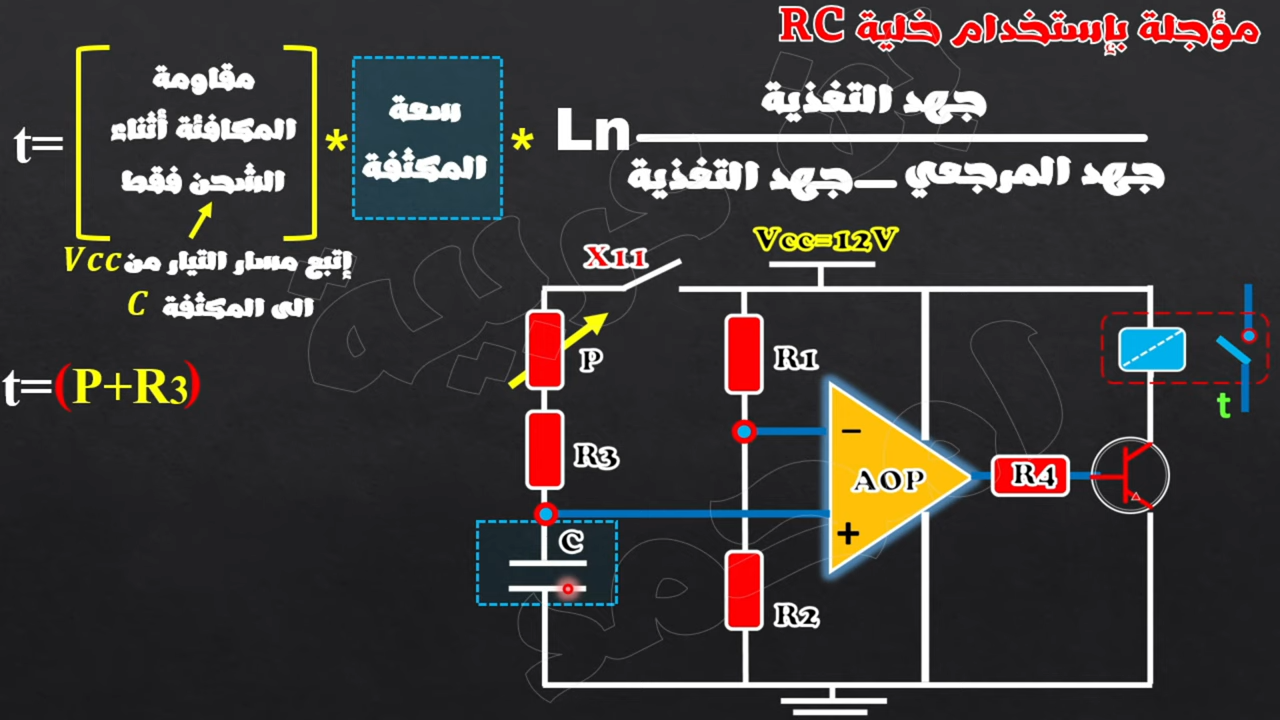 مؤجلة بإستخدام خلية RC
t= [مقاومة
المكافئة أثناء
الشحن فقط]
*
سعة
المكثفة
*
Ln
جهد التغذية
جهد التغذية – جهد المرجعي
إتبع مسار التيار من Vcc
الى المكثفة C
t=(P+R3)
X11
Vcc=12V
P
R1
t
R3
−
AOP
R4
+
C
R2